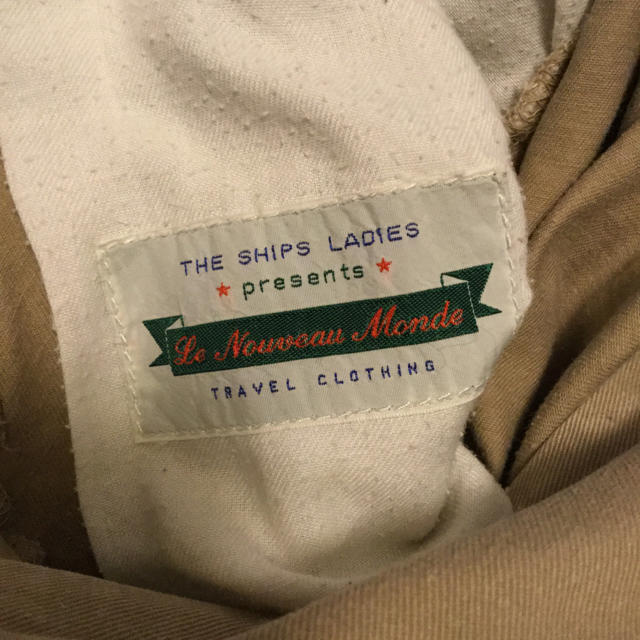 THE SHIPS LADIES
presents
Le Nouveau Monde
TRAVEL CLOTHING